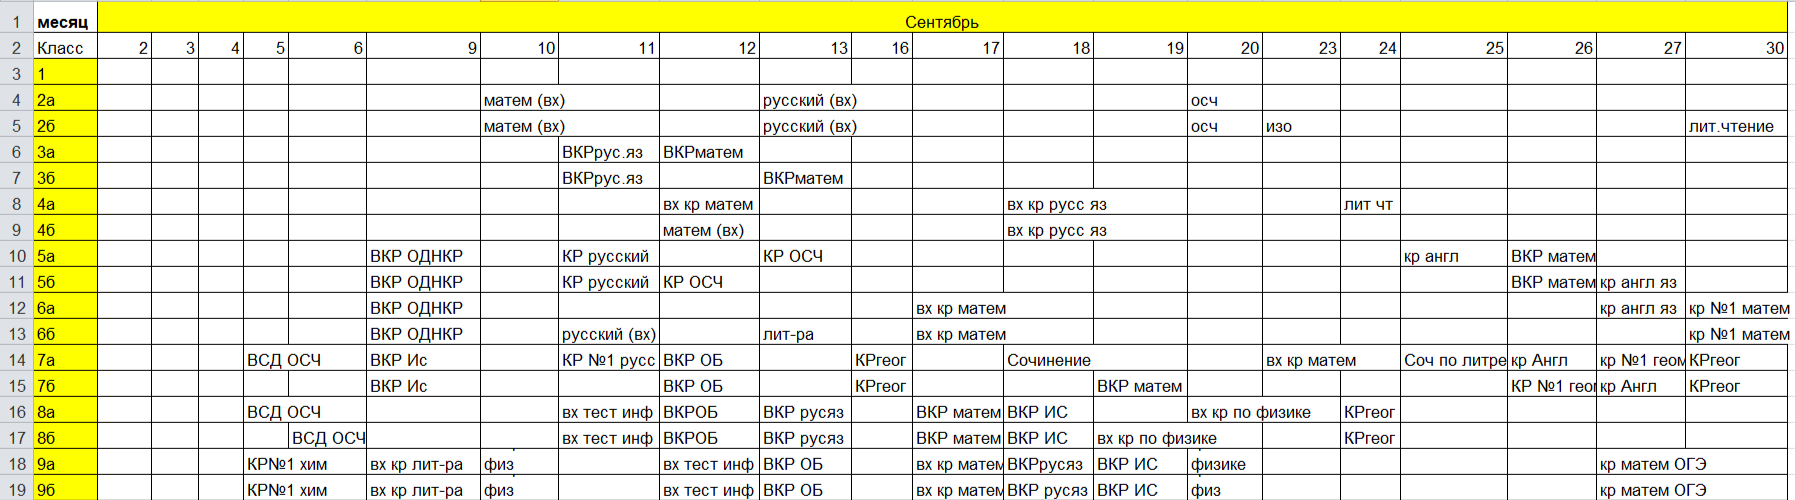 1 месяц Сентябрь
2 Класс 2 3 4 5 6 9 10 11 12 13 16 17 18 19 20 23 24 25 26 27 30
3 1
4 2а матем (вх) русский (вх) осч
5 2б матем (вх) русский (вх) осч изо лит.чтение
6 3а ВКРрус.яз ВКРматем
7 3б ВКРрус.яз ВКРматем
8 4а вх кр матем вх кр русс яз лит чт
9 4б матем (вх) вх кр русс яз
10 5а ВКР ОДНКР КР русский КР ОСЧ кр англ ВКР матем
11 5б ВКР ОДНКР КР русский КР ОСЧ ВКР матем кр англ яз
12 6а ВКР ОДНКР вх кр матем кр англ яз кр №1 матем
13 6б ВКР ОДНКР русский (вх) лит-ра вх кр матем кр №1 матем
14 7а ВСД ОСЧ ВКР Ис КР №1 русс ВКР ОБ КРгеог Сочинение вх кр матем Соч по литре кр Англ кр №1 геом КРгеог
15 7б ВКР Ис ВКР ОБ КРгеог ВКР матем КР №1 геом кр Англ КРгеог
16 8а ВСД ОСЧ вх тест инф ВКРОБ ВКР русяз ВКР матем ВКР ИС вх кр по физике КРгеог
17 8б ВСД ОСЧ вх тест инф ВКРОБ ВКР русяз ВКР матем ВКР ИС вх кр по физике КРгеог
18 9а КР№1 хим вх кр лит-ра физ вх тест инф ВКР ОБ вх кр матем ВКРрусяз ВКР ИС физике кр матем ОГЭ
19 9б КР№1 хим вх кр лит-ра физ вх тест инф ВКР ОБ вх кр матем ВКР русяз ВКР ИС физ кр матем ОГЭ